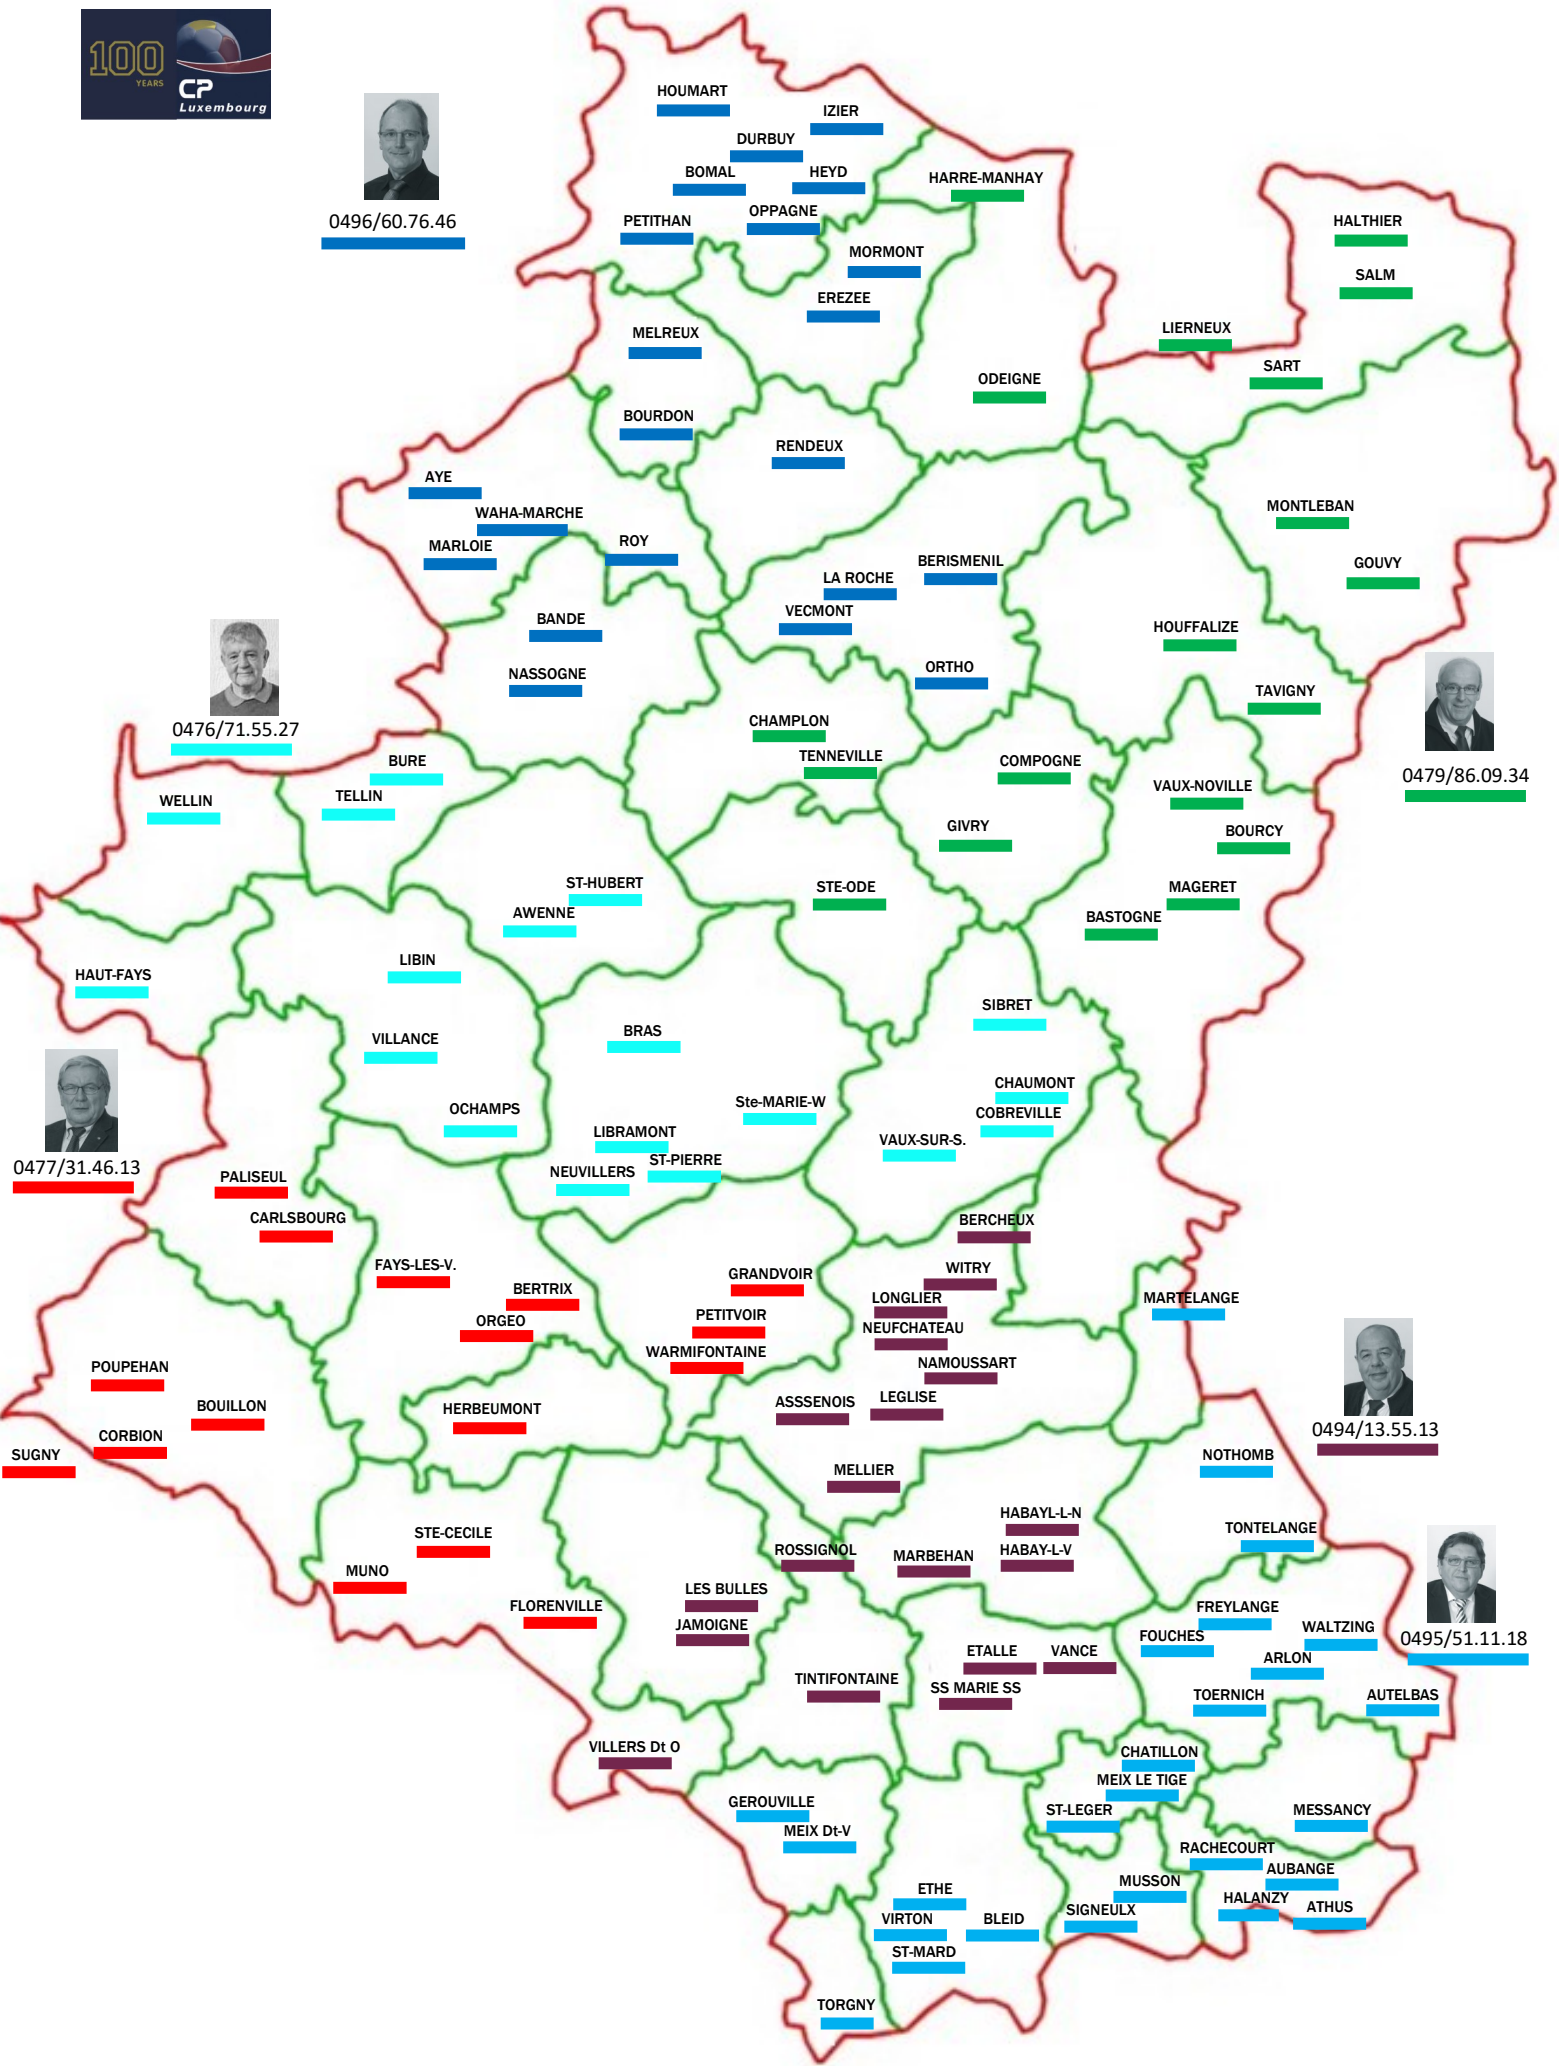 100
YEARS
CP
Luxembourg
HOUMART
IZIER
DURBUY
BOMAL
HEYD
HARRE-MANHAY
0496/60.76.46
PETITHAN
OPPAGNE
HALTHIER
MORMONT
SALM
EREZEE
MELREUX
LIERNEUX
SART
ODEIGNE
BOURDON
RENDEUX
AYE
WAHA-MARCHE
MONTLEBAN
MARLOIE
ROY
BERISMENIL
GOUVY
LA ROCHE
VECMONT
BANDE
HOUFFALIZE
NASSOGNE
ORTHO
TAVIGNY
0476/71.55.27
CHAMPLON
TENNEVILLE
COMPOGNE
BURE
0479/86.09.34
VAUX-NOVILLE
WELLIN
TELLIN
GIVRY
BOURCY
ST-HUBERT
STE-ODE
MAGERET
AWENNE
BASTOGNE
LIBIN
HAUT-FAYS
SIBRET
BRAS
VILLANCE
CHAUMONT
Ste-MARIE-W
OCHAMPS
COBREVILLE
LIBRAMONT
VAUX-SUR-S.
0477/31.46.13
ST-PIERRE
NEUVILLERS
PALISEUL
CARLSBOURG
BERCHEUX
FAYS-LES-V.
WITRY
GRANDVOIR
BERTRIX
LONGLIER
MARTELANGE
ORGEO
PETITVOIR
NEUFCHATEAU
WARMIFONTAINE
NAMOUSSART
POUPEHAN
BOUILLON
HERBEUMONT
ASSSENOIS
LEGLISE
0494/13.55.13
CORBION
SUGNY
NOTHOMB
MELLIER
HABAYL-L-N
STE-CECILE
TONTELANGE
ROSSIGNOL
MARBEHAN
HABAY-L-V
MUNO
LES BULLES
FLORENVILLE
FREYLANGE
JAMOIGNE
FOUCHES
WALTZING
0495/51.11.18
ETALLE
VANCE
ARLON
TINTIFONTAINE
SS MARIE SS
TOERNICH
AUTELBAS
VILLERS Dt O
CHATILLON
MEIX LE TIGE
GEROUVILLE
ST-LEGER
MESSANCY
MEIX Dt-V
RACHECOURT
AUBANGE
ETHE
MUSSON
HALANZY
ATHUS
VIRTON
BLEID
SIGNEULX
ST-MARD
TORGNY